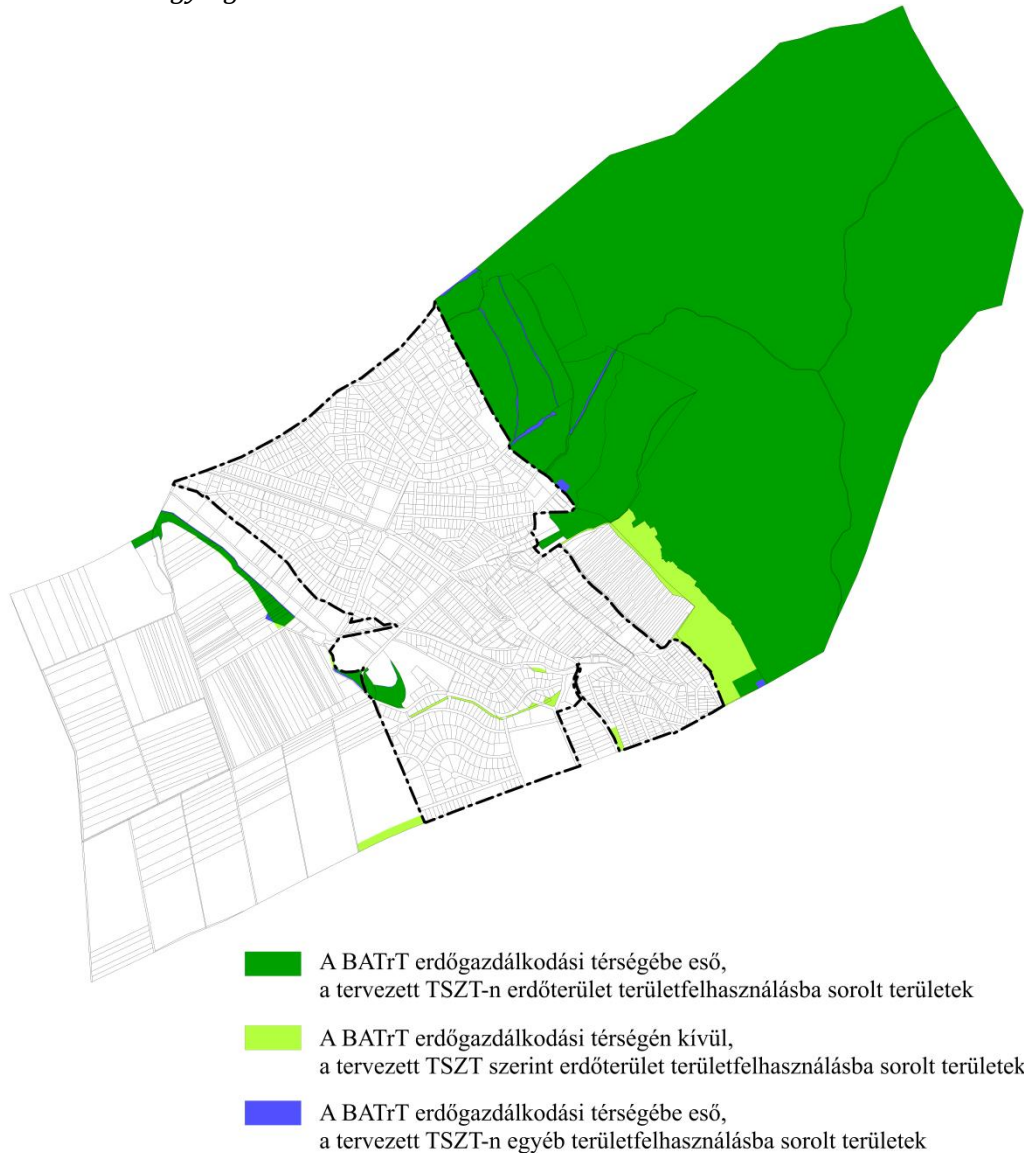 A BATrT erdőgazdálkodási térségébe eső,
a tervezett TSZT-n erdőterület területfelhasználásba sorolt területek
A BATrT erdőgazdálkodási térségén kívül,
a tervezett TSZT szerint erdőterület területfelhasználásba sorolt területek
A BATrT erdőgazdálkodási térségébe eső,
a tervezett TSZT-n egyéb területfelhasználásba sorolt területek